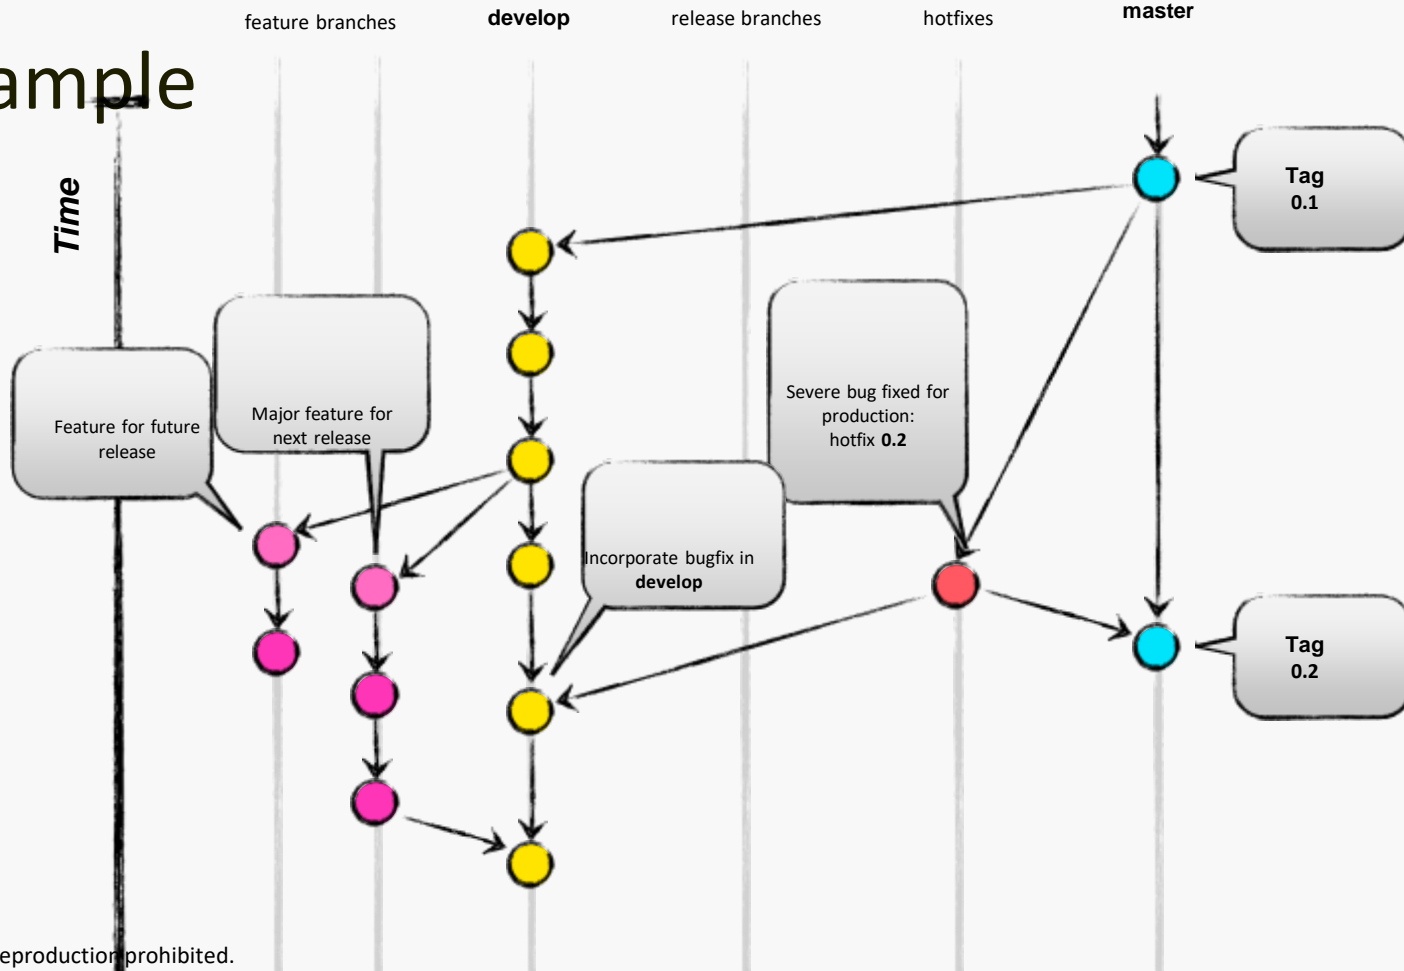 feature branches
develop
release branches
hotfixes
master
ample
Time
Tag
0.1
Feature for future
release
Major feature for
next release
Severe bug fixed for
production:
hotfix 0.2
Incorporate bugfix in
develop
Tag
0.2
eproduction prohibited.